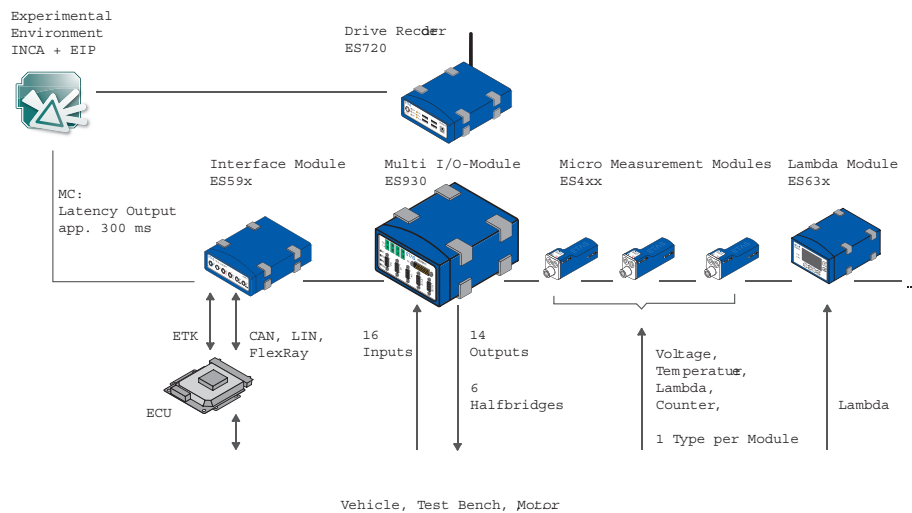 Experimental
Environment
INCA + EIP
Drive Recorder
ES720
Interface Module
ES59x
Multi I/O-Module
ES930
Micro Measurement Modules
ES4xx
Lambda Module
ES63x
MC:
Latency Output
app. 300 ms
ETK
CAN, LIN,
FlexRay
16
Inputs
14
Outputs
6
Halfbridges
Voltage,
Temperature,
Lambda,
Counter,
1 Type per Module
Lambda
ECU
...
Vehicle, Test Bench, Motor